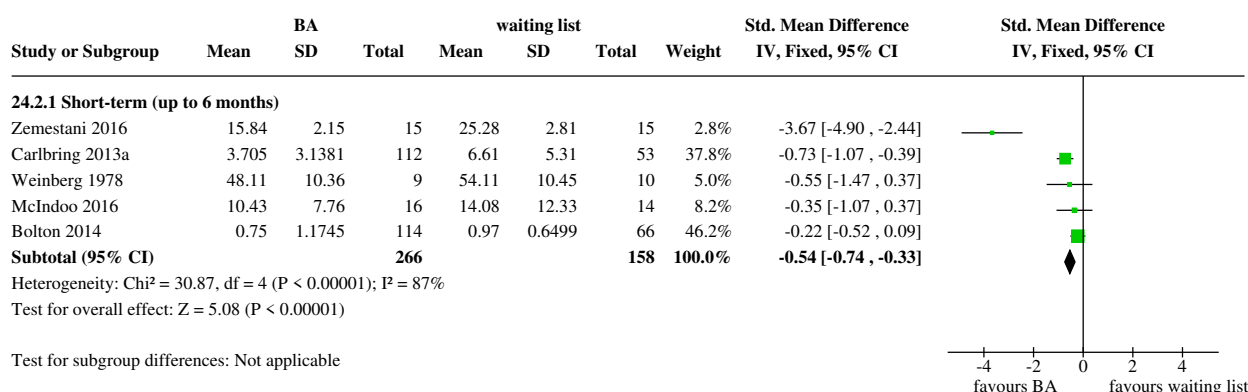 BA waiting list Std. Mean Difference Std. Mean Difference
Study or Subgroup Mean SD Total Mean SD Total Weight IV, Fixed, 95% CI IV, Fixed, 95% CI
24.2.1 Short-term (up to 6 months)
Zemestani 2016 15.84 2.15 15 25.28 2.81 15 2.8% -3.67 [-4.90 , -2.44]
Carlbring 2013a 3.705 3.1381 112 6.61 5.31 53 37.8% -0.73 [-1.07 , -0.39]
Weinberg 1978 48.11 10.36 9 54.11 10.45 10 5.0% -0.55 [-1.47 , 0.37]
McIndoo 2016 10.43 7.76 16 14.08 12.33 14 8.2% -0.35 [-1.07 , 0.37]
Bolton 2014 0.75 1.1745 114 0.97 0.6499 66 46.2% -0.22 [-0.52 , 0.09]
Subtotal (95% CI) 266 158 100.0% -0.54 [-0.74 , -0.33]
Heterogeneity: Chi² = 30.87, df = 4 (P < 0.00001); I² = 87%
Test for overall effect: Z = 5.08 (P < 0.00001)
Test for subgroup differences: Not applicable
-4 -2 0 2 4
favours BA favours waiting list